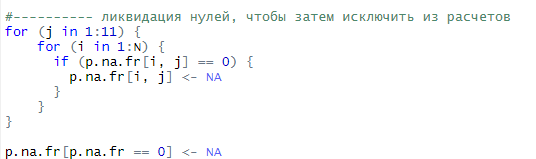 #---------- ликвидация нулей, чтобы затем исключить из расчетов
for (j in 1:11) {
    for (i in 1:N) {
      if (p.na.fr[i, j] == 0) {
        p.na.fr[i, j] <- NA
      }
    }
}
p.na.fr[p.na.fr == 0] <- NA